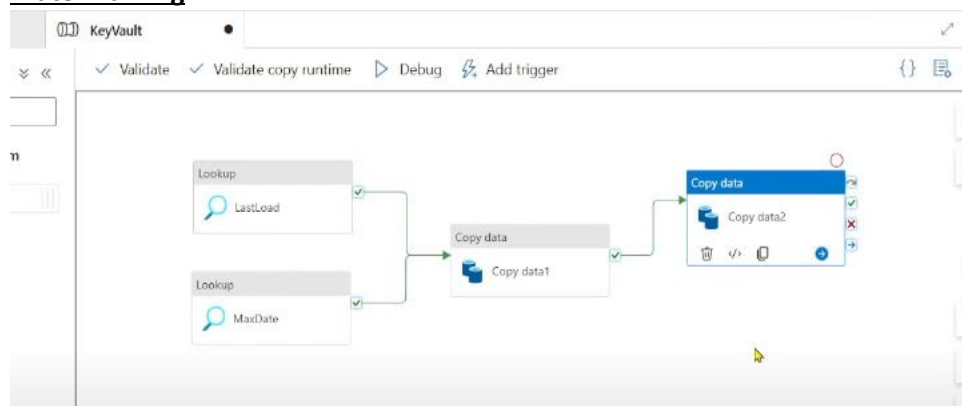 KeyVault
Validate
Validate copy runtime
Debug
Add trigger
{}
m
Lookup
LastLoad
Copy data
Copy data1
Lookup
MaxDate
Copy data
Copy data2